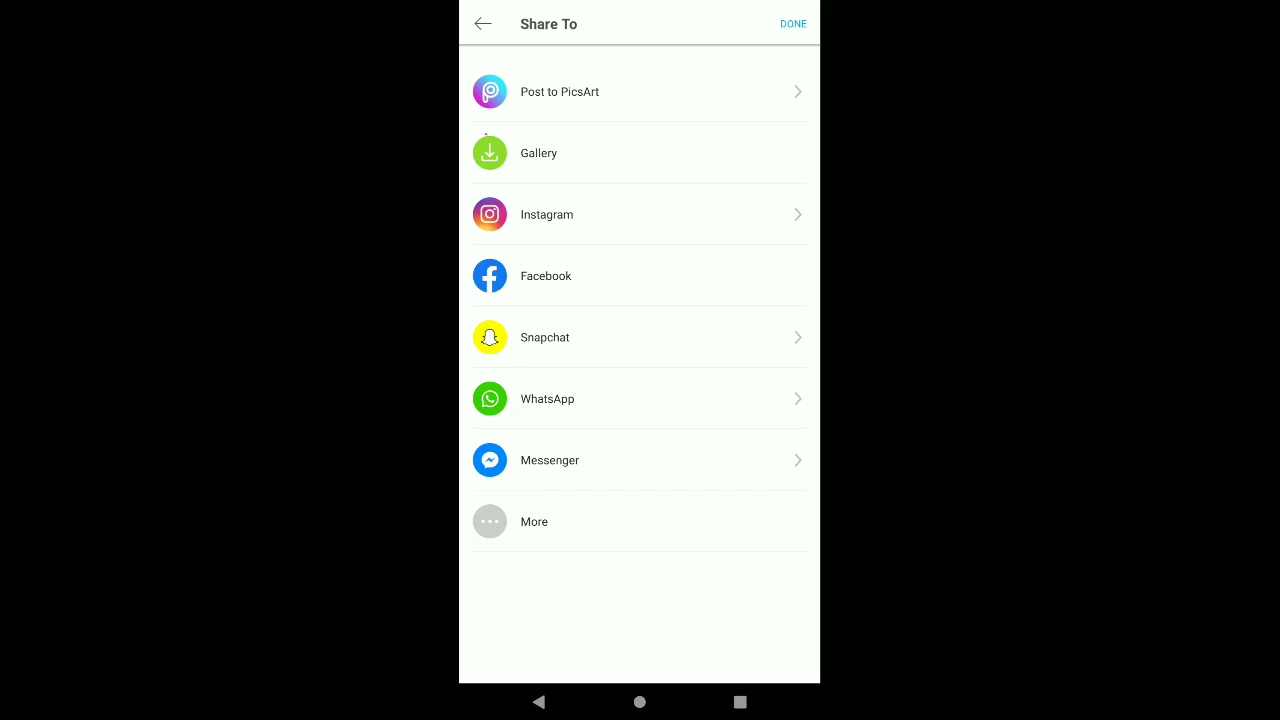 Share To
DONE
Post to PicsArt
Gallery
Instagram
Facebook
Snapchat
WhatsApp
Messenger
More